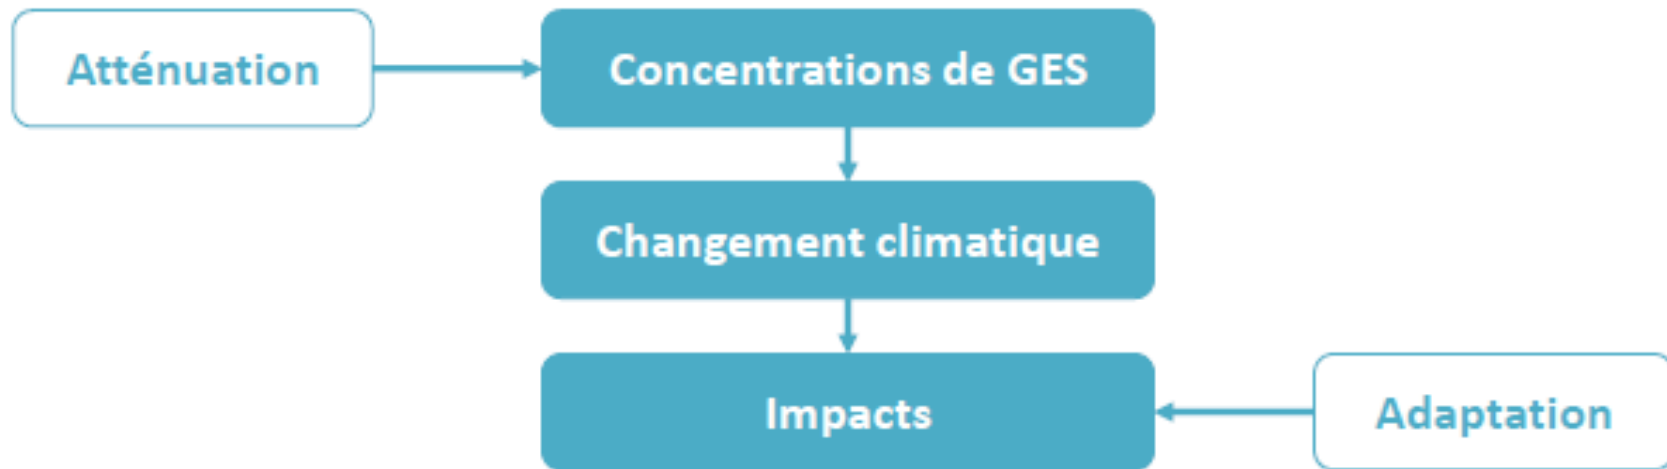 Atténuation
Concentrations de GES
Changement climatique
Impacts
Adaptation